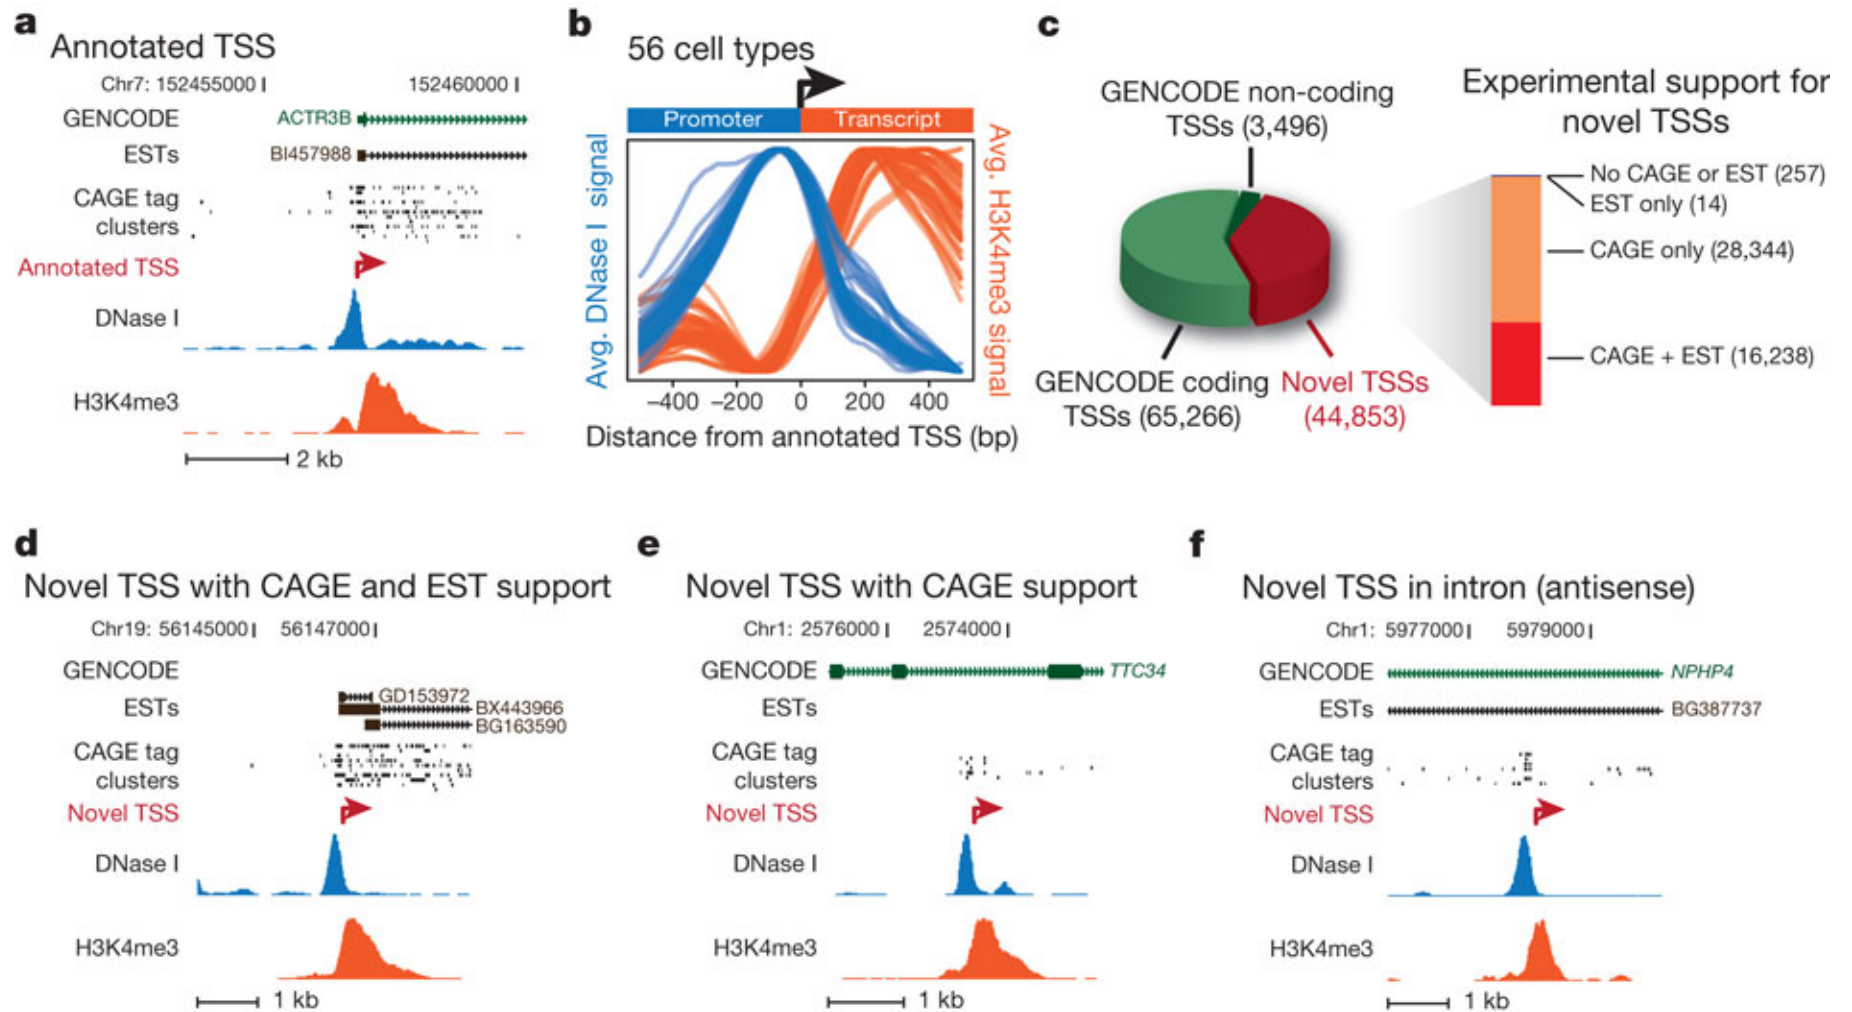 a
Annotated TSS
Chr7: 152455000
152460000
GENCODE
ACTR3B
ESTs
BI457988
CAGE tag
clusters
Annotated TSS
DNase I
H3K4me3
2 kb
b
56 cell types
Promoter
Transcript
Avg. DNase I signal
Avg. H3K4me3 signal
−400
−200
0
200
400
Distance from annotated TSS (bp)
c
GENCODE non-coding
TSSs (3,496)
GENCODE coding
TSSs (65,266)
Novel TSSs
(44,853)
Experimental support for
novel TSSs
No CAGE or EST (257)
EST only (14)
CAGE only (28,344)
CAGE + EST (16,238)
d
Novel TSS with CAGE and EST support
Chr19: 56145000
56147000
GENCODE
ESTs
GD153972
BX443966
BG163590
CAGE tag
clusters
Novel TSS
DNase I
H3K4me3
1 kb
e
Novel TSS with CAGE support
Chr1: 2576000
2574000
GENCODE
TTC34
ESTs
CAGE tag
clusters
Novel TSS
DNase I
H3K4me3
1 kb
f
Novel TSS in intron (antisense)
Chr1: 5977000
5979000
GENCODE
NPHP4
ESTs
BG387737
CAGE tag
clusters
Novel TSS
DNase I
H3K4me3
1 kb